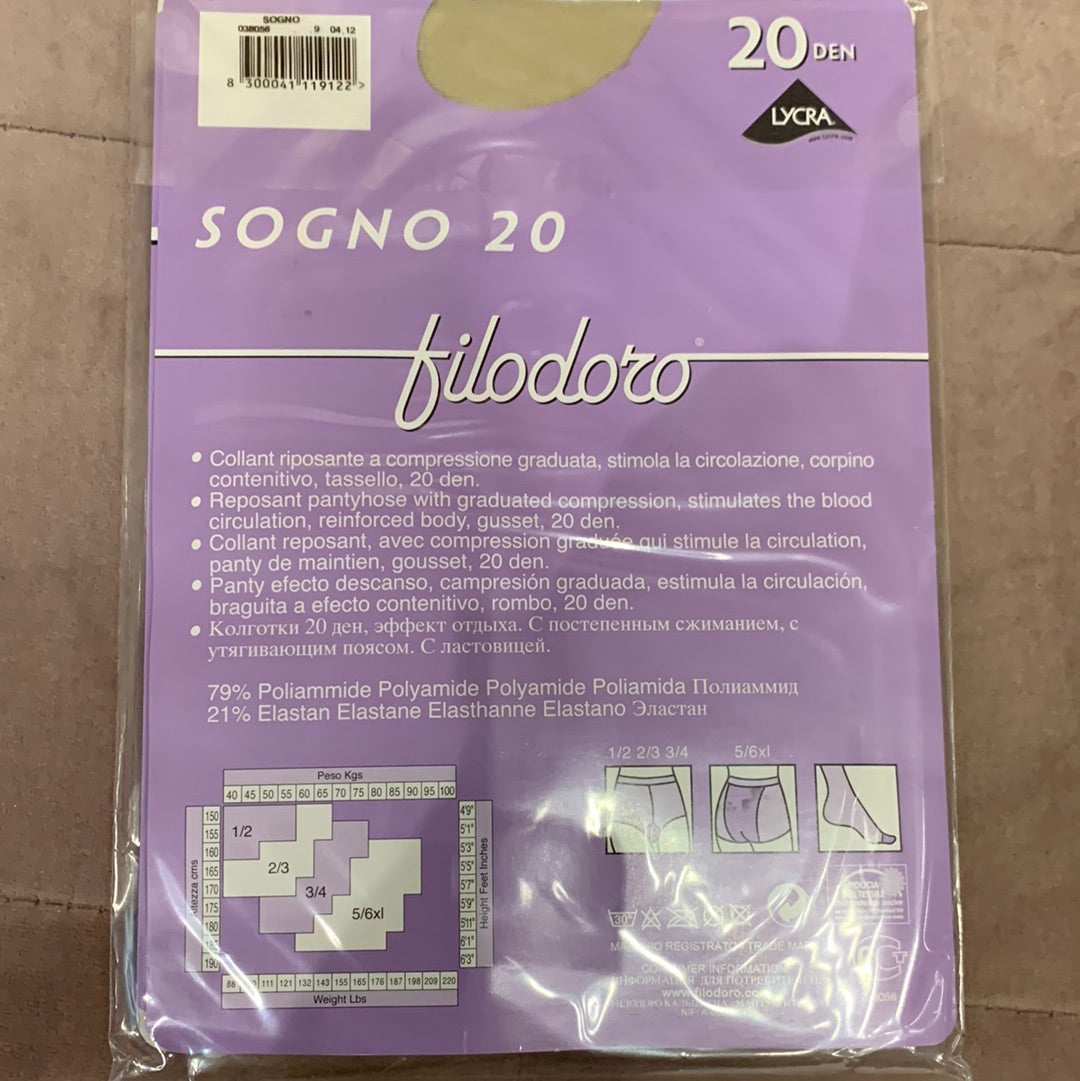 SOGNO
038056 9 04.12
8 300041 119122 >
20 DEN
LYCRA
www.lycra.com
SOGNO 20
filodoro®
• Collant riposante a compressione graduata, stimola la circolazione, corpino
contenitivo, tassello, 20 den.
• Reposant pantyhose with graduated compression, stimulates the blood
circulation, reinforced body, gusset, 20 den.
• Collant reposant, avec compression graduée qui stimule la circulation,
panty de maintien, gousset, 20 den.
• Panty efecto descanso, campresión graduada, estimula la circulación,
braguita a efecto contenitivo, rombo, 20 den.
• Колготки 20 ден, эффект отдыха. С постепенным сжиманием, с
утягивающим поясом. С ластовицей.
79% Poliammide Polyamide Polyamide Poliamida Полиаммид
21% Elastan Elastane Elasthanne Elastano Эластан
1/2 2/3 3/4 5/6xl
Peso Kgs
40 45 50 55 60 65 70 75 80 85 90 95 100
150
155
160
165
170
175
180
190
1/2
2/3
3/4
5/6xl
4'9"
5'1"
5'3"
5'5"
5'7"
5'9"
5'11"
6'1"
6'3"
Height Feet Inches
88 111 121 132 143 155 165 176 187 198 209 220
Weight Lbs
30°
REGISTRATO TRADE
CONSUMER INFORMATION